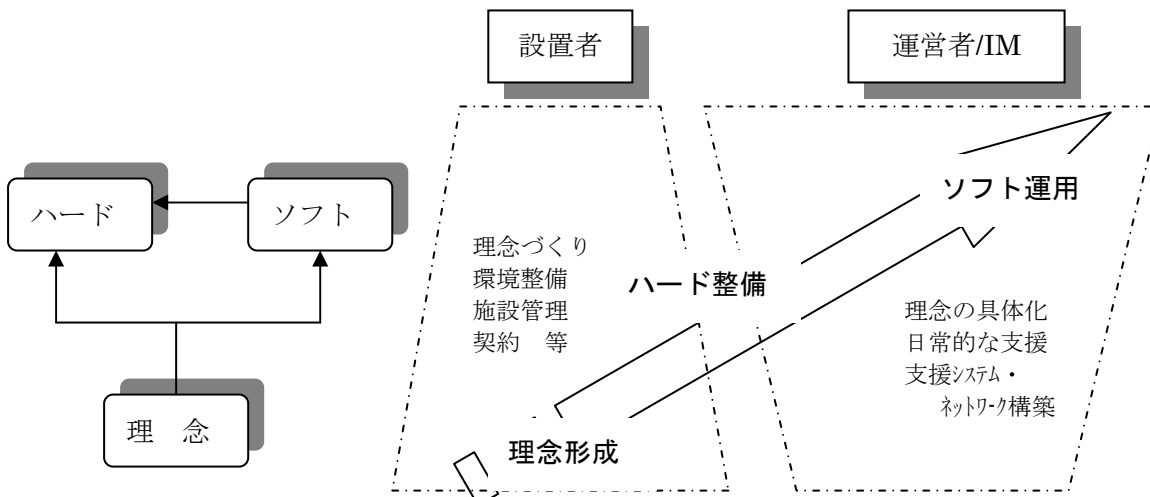 設置者
運営者/IM
ハード
ソフト
理　念
理念づくり
環境整備
施設管理
契約　等
ソフト運用
ハード整備
理念形成
理念の具体化
日常的な支援
支援ｼｽﾃﾑ・
ﾈｯﾄﾜｰｸ構築